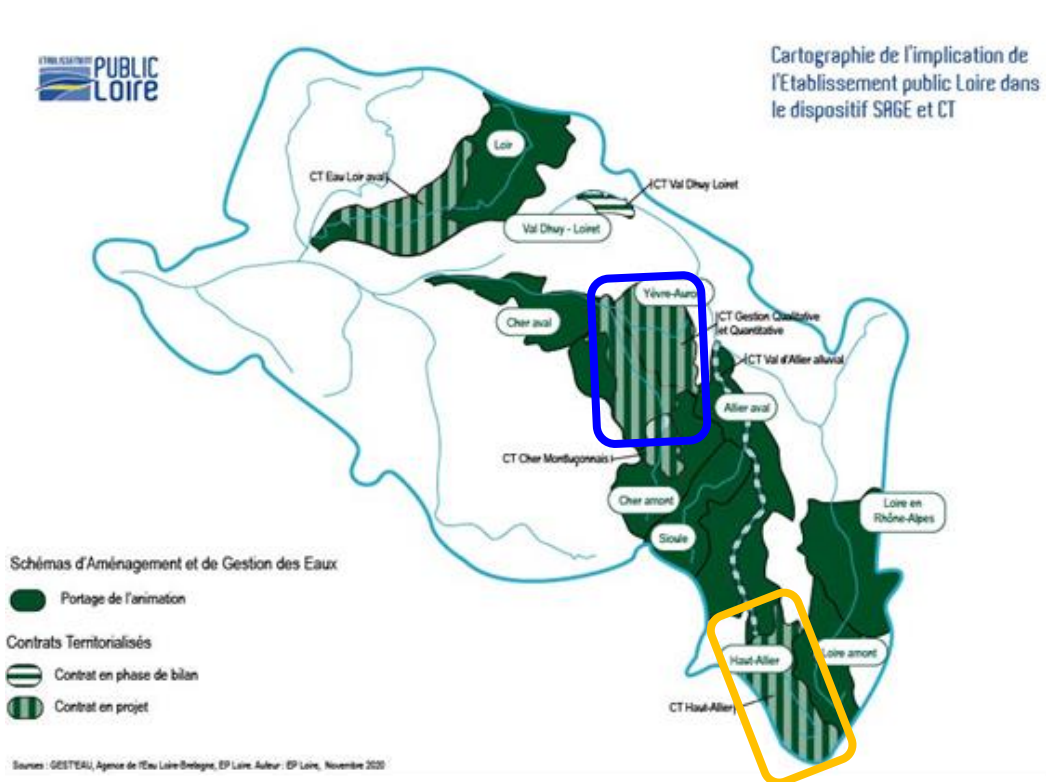 ETABLISSEMENT PUBLIC
LOIRE
Cartographie de l'implication de
l'Etablissement public Loire dans
le dispositif SAGE et CT
Loir
CT Eau Loir aval
CT Val Dhuy Loiret
Val Dhuy - Loiret
Yèvre-Auron
Cher aval
CT Gestion Qualitative
et Quantitative
CT Val d'Allier alluvial
Allier aval
CT Cher Montluçonnais
Cher amont
Loire en
Rhône-Alpes
Sioule
Schémas d'Aménagement et de Gestion des Eaux
Portage de l'animation
Contrats Territorialisés
Contrat en phase de bilan
Contrat en projet
Haut-Allier
Loire amont
CT Haut-Allier
Sources : GEST'EAU, Agence de l'Eau Loire-Bretagne, EP Loire. Auteur : EP Loire, Novembre 2020